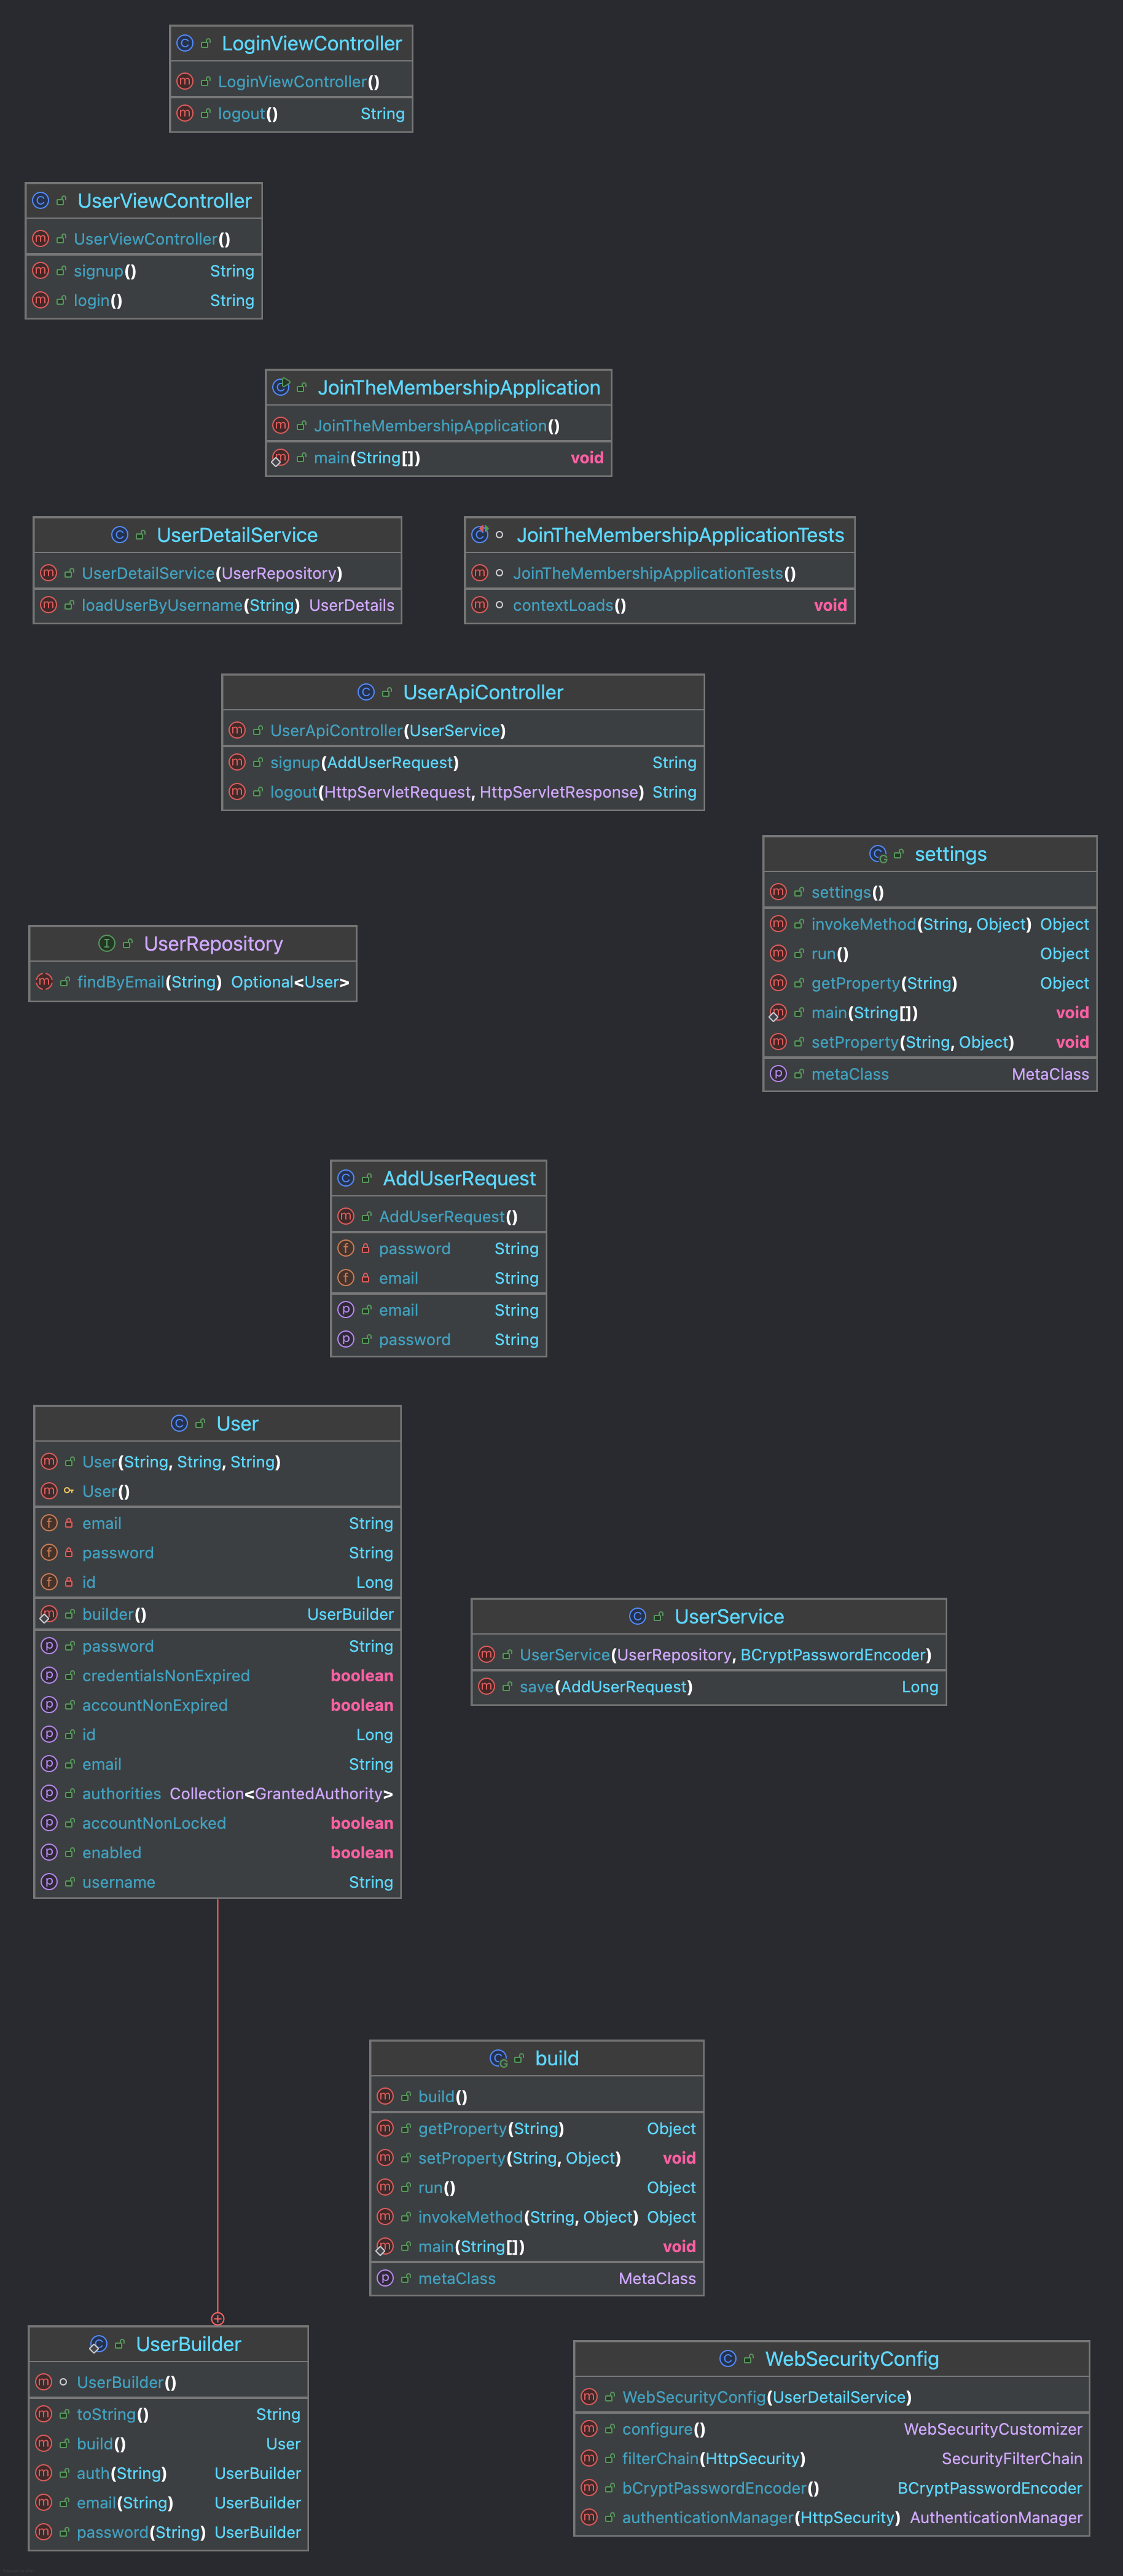 LoginViewController
LoginViewController()
logout() String
UserViewController
UserViewController()
signup() String
login() String
JoinTheMembershipApplication
JoinTheMembershipApplication()
main(String[]) void
UserDetailService
UserDetailService(UserRepository)
loadUserByUsername(String) UserDetails
JoinTheMembershipApplicationTests
JoinTheMembershipApplicationTests()
contextLoads() void
UserApiController
UserApiController(UserService)
signup(AddUserRequest) String
logout(HttpServletRequest, HttpServletResponse) String
settings
settings()
invokeMethod(String, Object) Object
run() Object
getProperty(String) Object
main(String[]) void
setProperty(String, Object) void
metaClass MetaClass
UserRepository
findByEmail(String) Optional<User>
AddUserRequest
AddUserRequest()
password String
email String
email String
password String
User
User(String, String, String)
User()
email String
password String
id Long
builder() UserBuilder
password String
credentialsNonExpired boolean
accountNonExpired boolean
id Long
email String
authorities Collection<GrantedAuthority>
accountNonLocked boolean
enabled boolean
username String
UserService
UserService(UserRepository, BCryptPasswordEncoder)
save(AddUserRequest) Long
build
build()
getProperty(String) Object
setProperty(String, Object) void
run() Object
invokeMethod(String, Object) Object
main(String[]) void
metaClass MetaClass
UserBuilder
UserBuilder()
toString() String
build() User
auth(String) UserBuilder
email(String) UserBuilder
password(String) UserBuilder
WebSecurityConfig
WebSecurityConfig(UserDetailService)
configure() WebSecurityCustomizer
filterChain(HttpSecurity) SecurityFilterChain
bCryptPasswordEncoder() BCryptPasswordEncoder
authenticationManager(HttpSecurity) AuthenticationManager